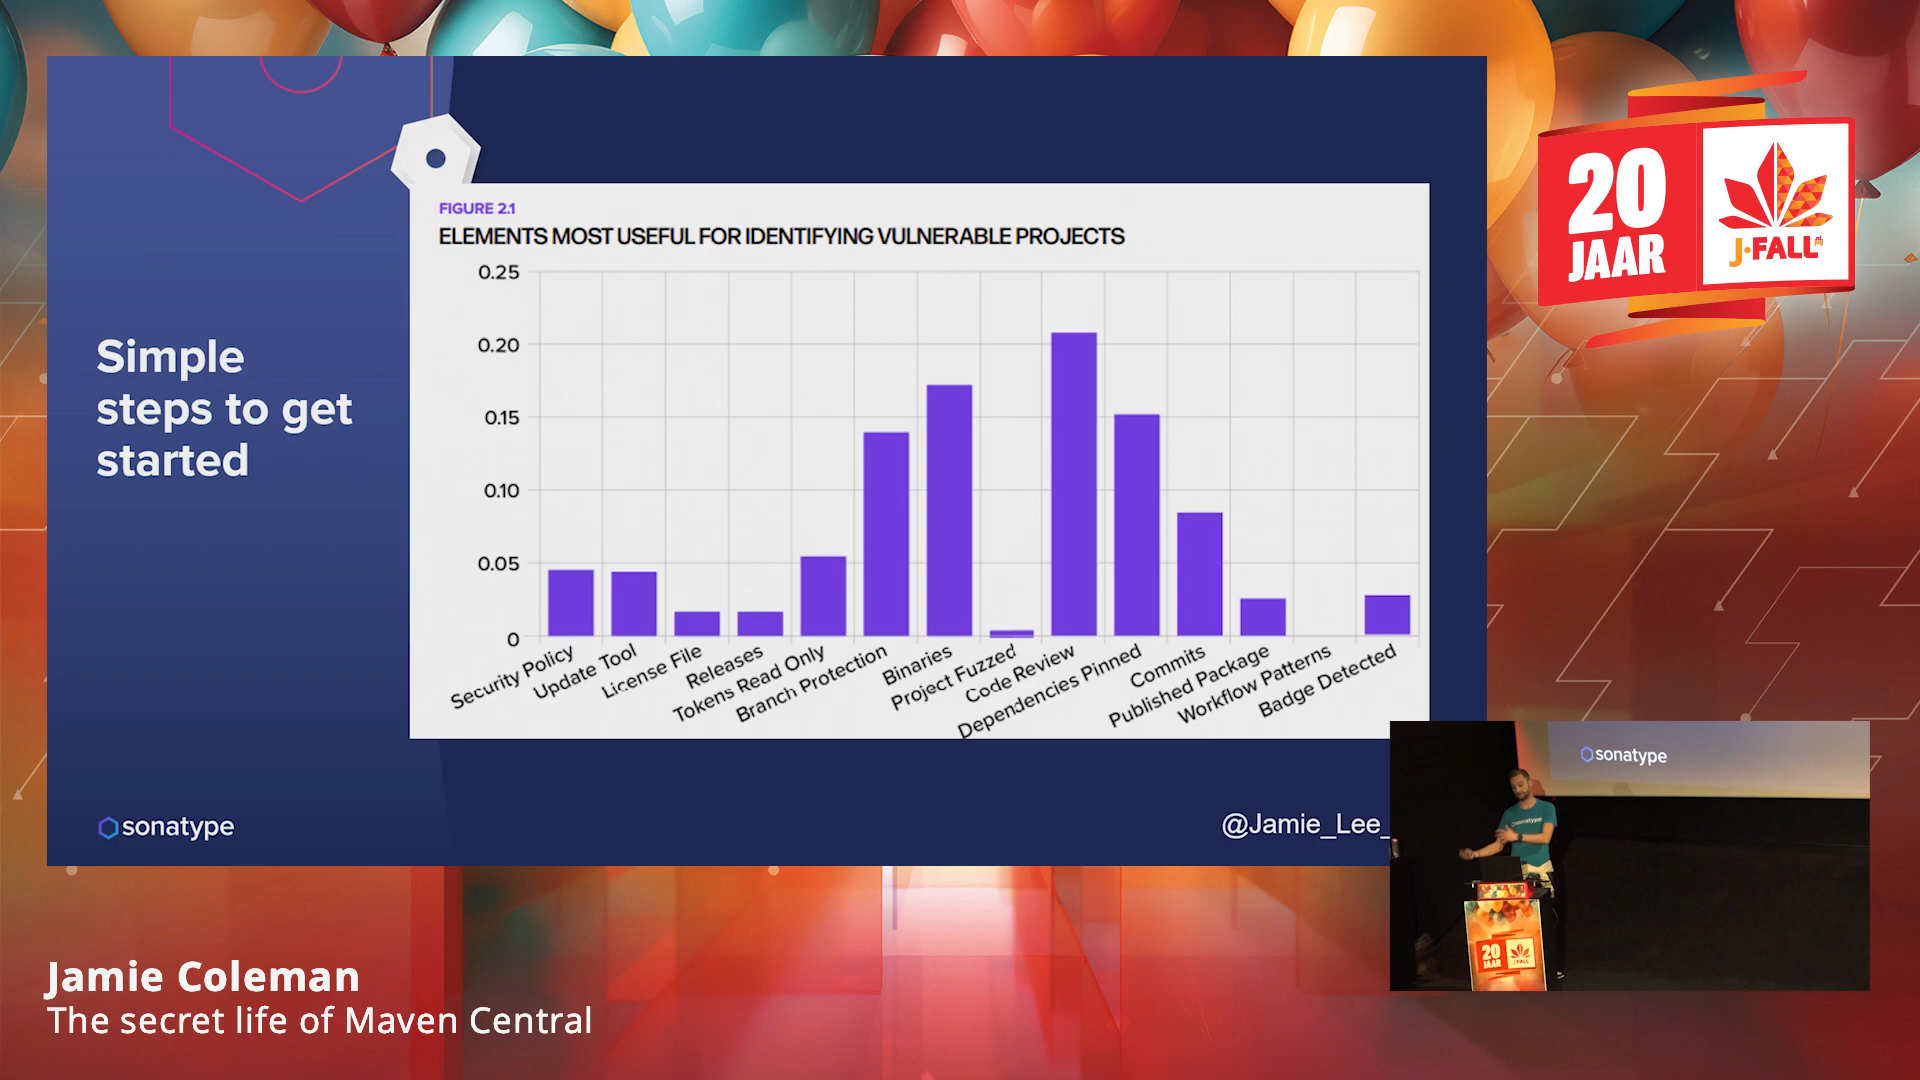 Simple
steps to get
started
FIGURE 2.1
ELEMENTS MOST USEFUL FOR IDENTIFYING VULNERABLE PROJECTS
0.25
0.20
0.15
0.10
0.05
0
Security Policy
Update Tool
License File
Releases
Tokens Read Only
Branch Protection
Binaries
Project Fuzzed
Code Review
Dependencies Pinned
Commits
Published Package
Workflow Patterns
Badge Detected
sonatype
@Jamie_Lee_
20
JAAR
J-FALL
sonatype
sonatype
20
JAAR
Jamie Coleman
The secret life of Maven Central